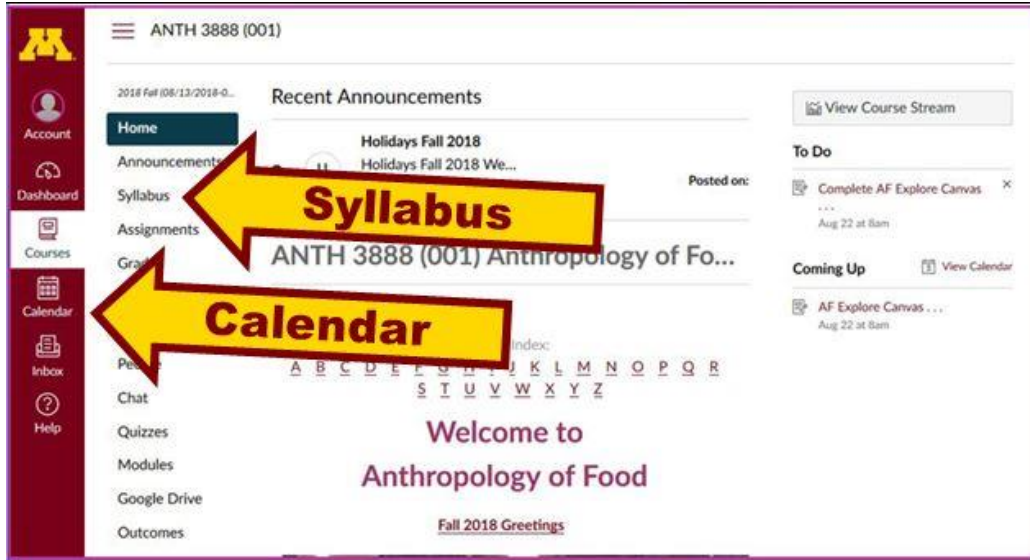 M
ANTH 3888 (001)
Account
Dashboard
Courses
Calendar
Inbox
Help
2018 Fall (08/13/2018-0...
Home
Announcements
Syllabus
Assignments
Chat
Quizzes
Modules
Google Drive
Outcomes
Recent Announcements
Holidays Fall 2018
Holidays Fall 2018 We...
Posted on:
Syllabus
ANTH 3888 (001) Anthropology of Fo...
Calendar
Index:
A B C D E F G H I J K L M N O P Q R
S T U V W X Y Z
Welcome to
Anthropology of Food
Fall 2018 Greetings
View Course Stream
To Do
Complete AF Explore Canvas
...
Aug 22 at 8am
Coming Up
View Calendar
AF Explore Canvas . . .
Aug 22 at 8am